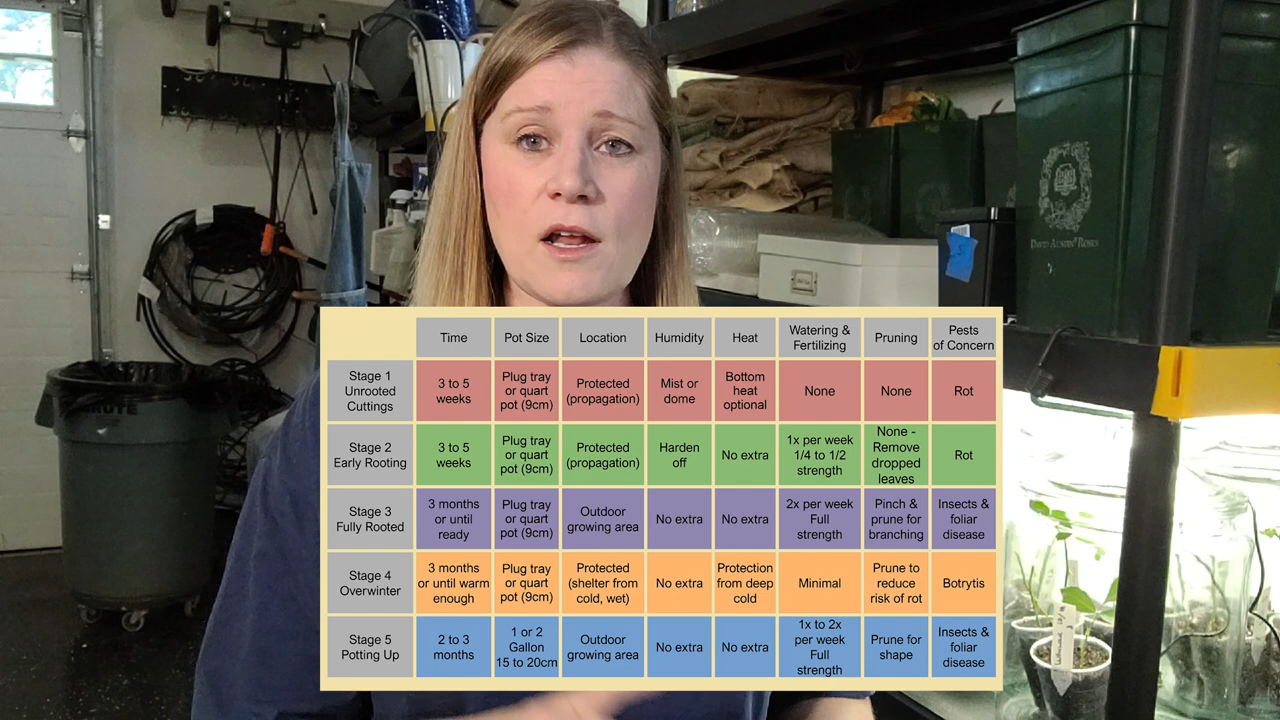 DAVID AUSTIN® ROSES
BRUTE
Time
Pot Size
Location
Humidity
Heat
Watering &
Fertilizing
Pruning
Pests
of Concern
Stage 1
Unrooted
Cuttings
3 to 5
weeks
Plug tray
or quart
pot (9cm)
Protected
(propagation)
Mist or
dome
Bottom
heat
optional
None
None
Rot
Stage 2
Early Rooting
3 to 5
weeks
Plug tray
or quart
pot (9cm)
Protected
(propagation)
Harden
off
No extra
1x per week
1/4 to 1/2
strength
None -
Remove
dropped
leaves
Rot
Stage 3
Fully Rooted
3 months
or until
ready
Plug tray
or quart
pot (9cm)
Outdoor
growing area
No extra
No extra
2x per week
Full
strength
Pinch &
prune for
branching
Insects &
foliar
disease
Stage 4
Overwinter
3 months
or until warm
enough
Plug tray
or quart
pot (9cm)
Protected
(shelter from
cold, wet)
No extra
Protection
from deep
cold
Minimal
Prune to
reduce
risk of rot
Botrytis
Stage 5
Potting Up
2 to 3
months
1 or 2
Gallon
15 to 20cm
Outdoor
growing area
No extra
No extra
1x to 2x
per week
Full
strength
Prune for
shape
Insects &
foliar
disease